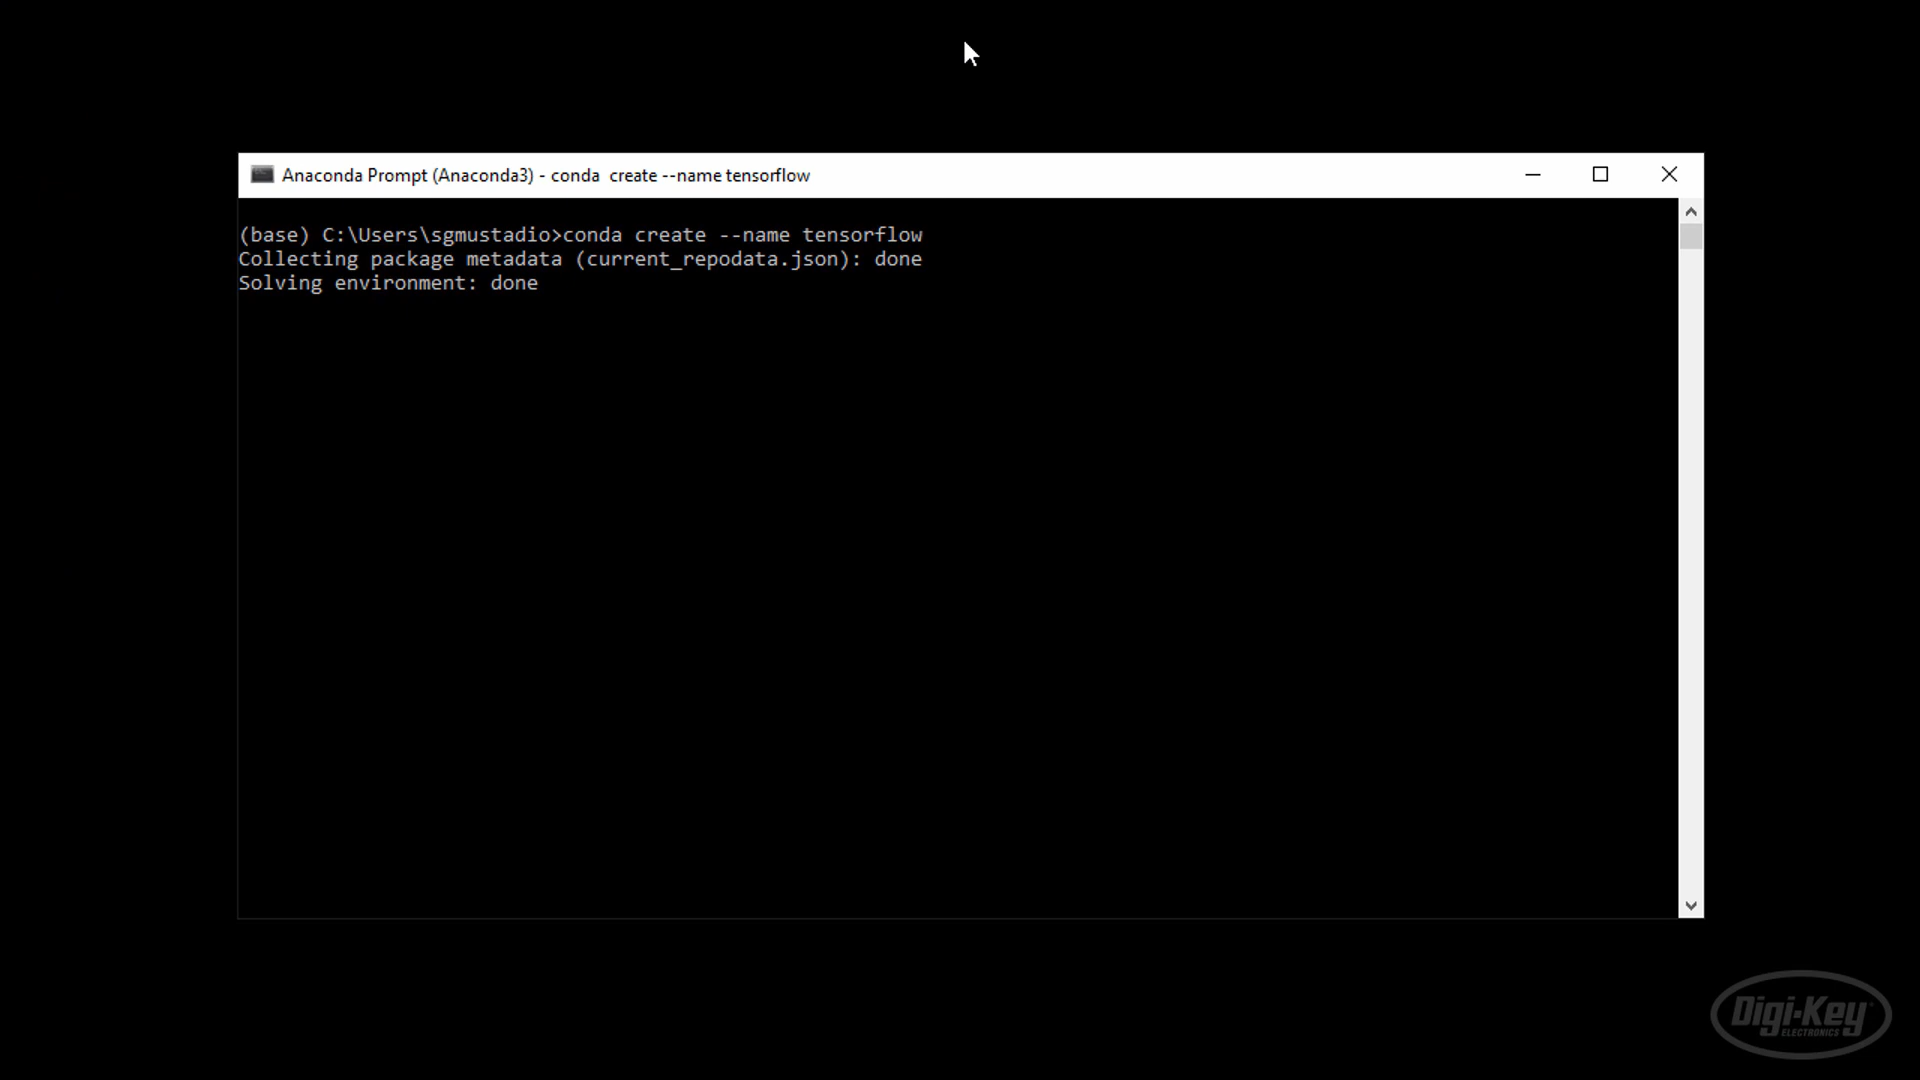 Anaconda Prompt (Anaconda3) - conda  create --name tensorflow
(base) C:\Users\sgmustadio>conda create --name tensorflow
Collecting package metadata (current_repodata.json): done
Solving environment: done
Digi-Key
ELECTRONICS